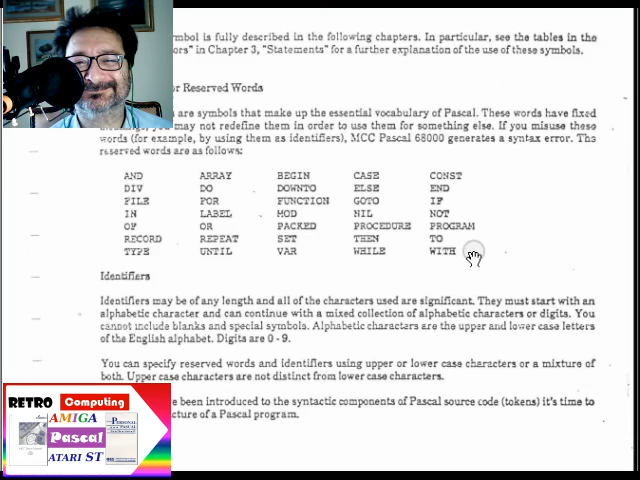 ymbol is fully described in the following chapters. In particular, see the tables in the
ors" in Chapter 3, "Statements" for a further explanation of the use of these symbols.
or Reserved Words
are symbols that make up the essential vocabulary of Pascal. These words have fixed
may not redefine them in order to use them for something else. If you misuse these
words (for example, by using them as identifiers), MCC Pascal 68000 generates a syntax error. The
reserved words are as follows:
AND ARRAY BEGIN CASE CONST
DIV DO DOWNTO ELSE END
FILE FOR FUNCTION GOTO IF
IN LABEL MOD NIL NOT
OF OR PACKED PROCEDURE PROGRAM
RECORD REPEAT SET THEN TO
TYPE UNTIL VAR WHILE WITH
Identifiers
Identifiers may be of any length and all of the characters used are significant. They must start with an
alphabetic character and can continue with a mixed collection of alphabetic characters or digits. You
cannot include blanks and special symbols. Alphabetic characters are the upper and lower case letters
of the English alphabet. Digits are 0 - 9.
You can specify reserved words and identifiers using upper or lower case characters or a mixture of
both. Upper case characters are not distinct from lower case characters.
ve been introduced to the syntactic components of Pascal source code (tokens) it's time to
cture of a Pascal program.
RETRO Computing
AMIGA
Pascal
ATARI ST
PERSONAL
PASCAL